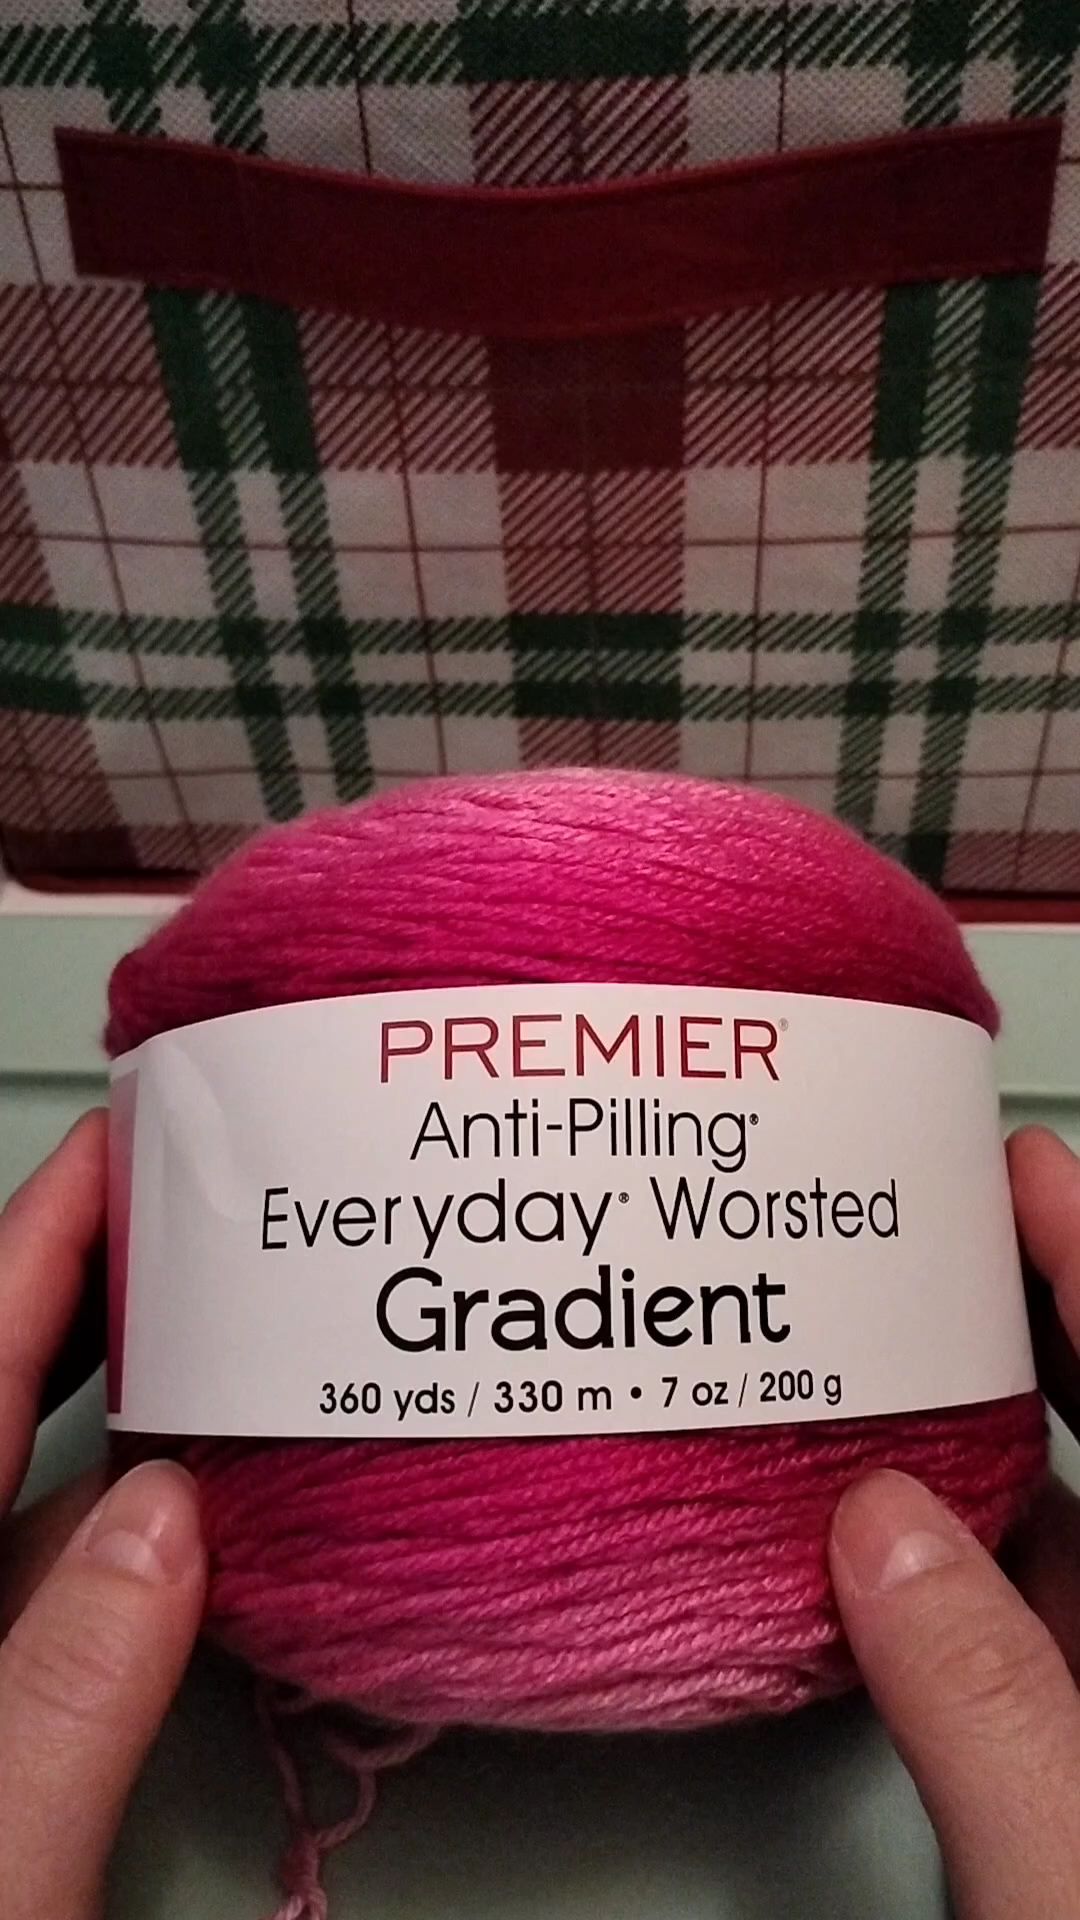 PREMIER®
Anti-Pilling®
Everyday® Worsted
Gradient
360 yds / 330 m • 7 oz / 200 g